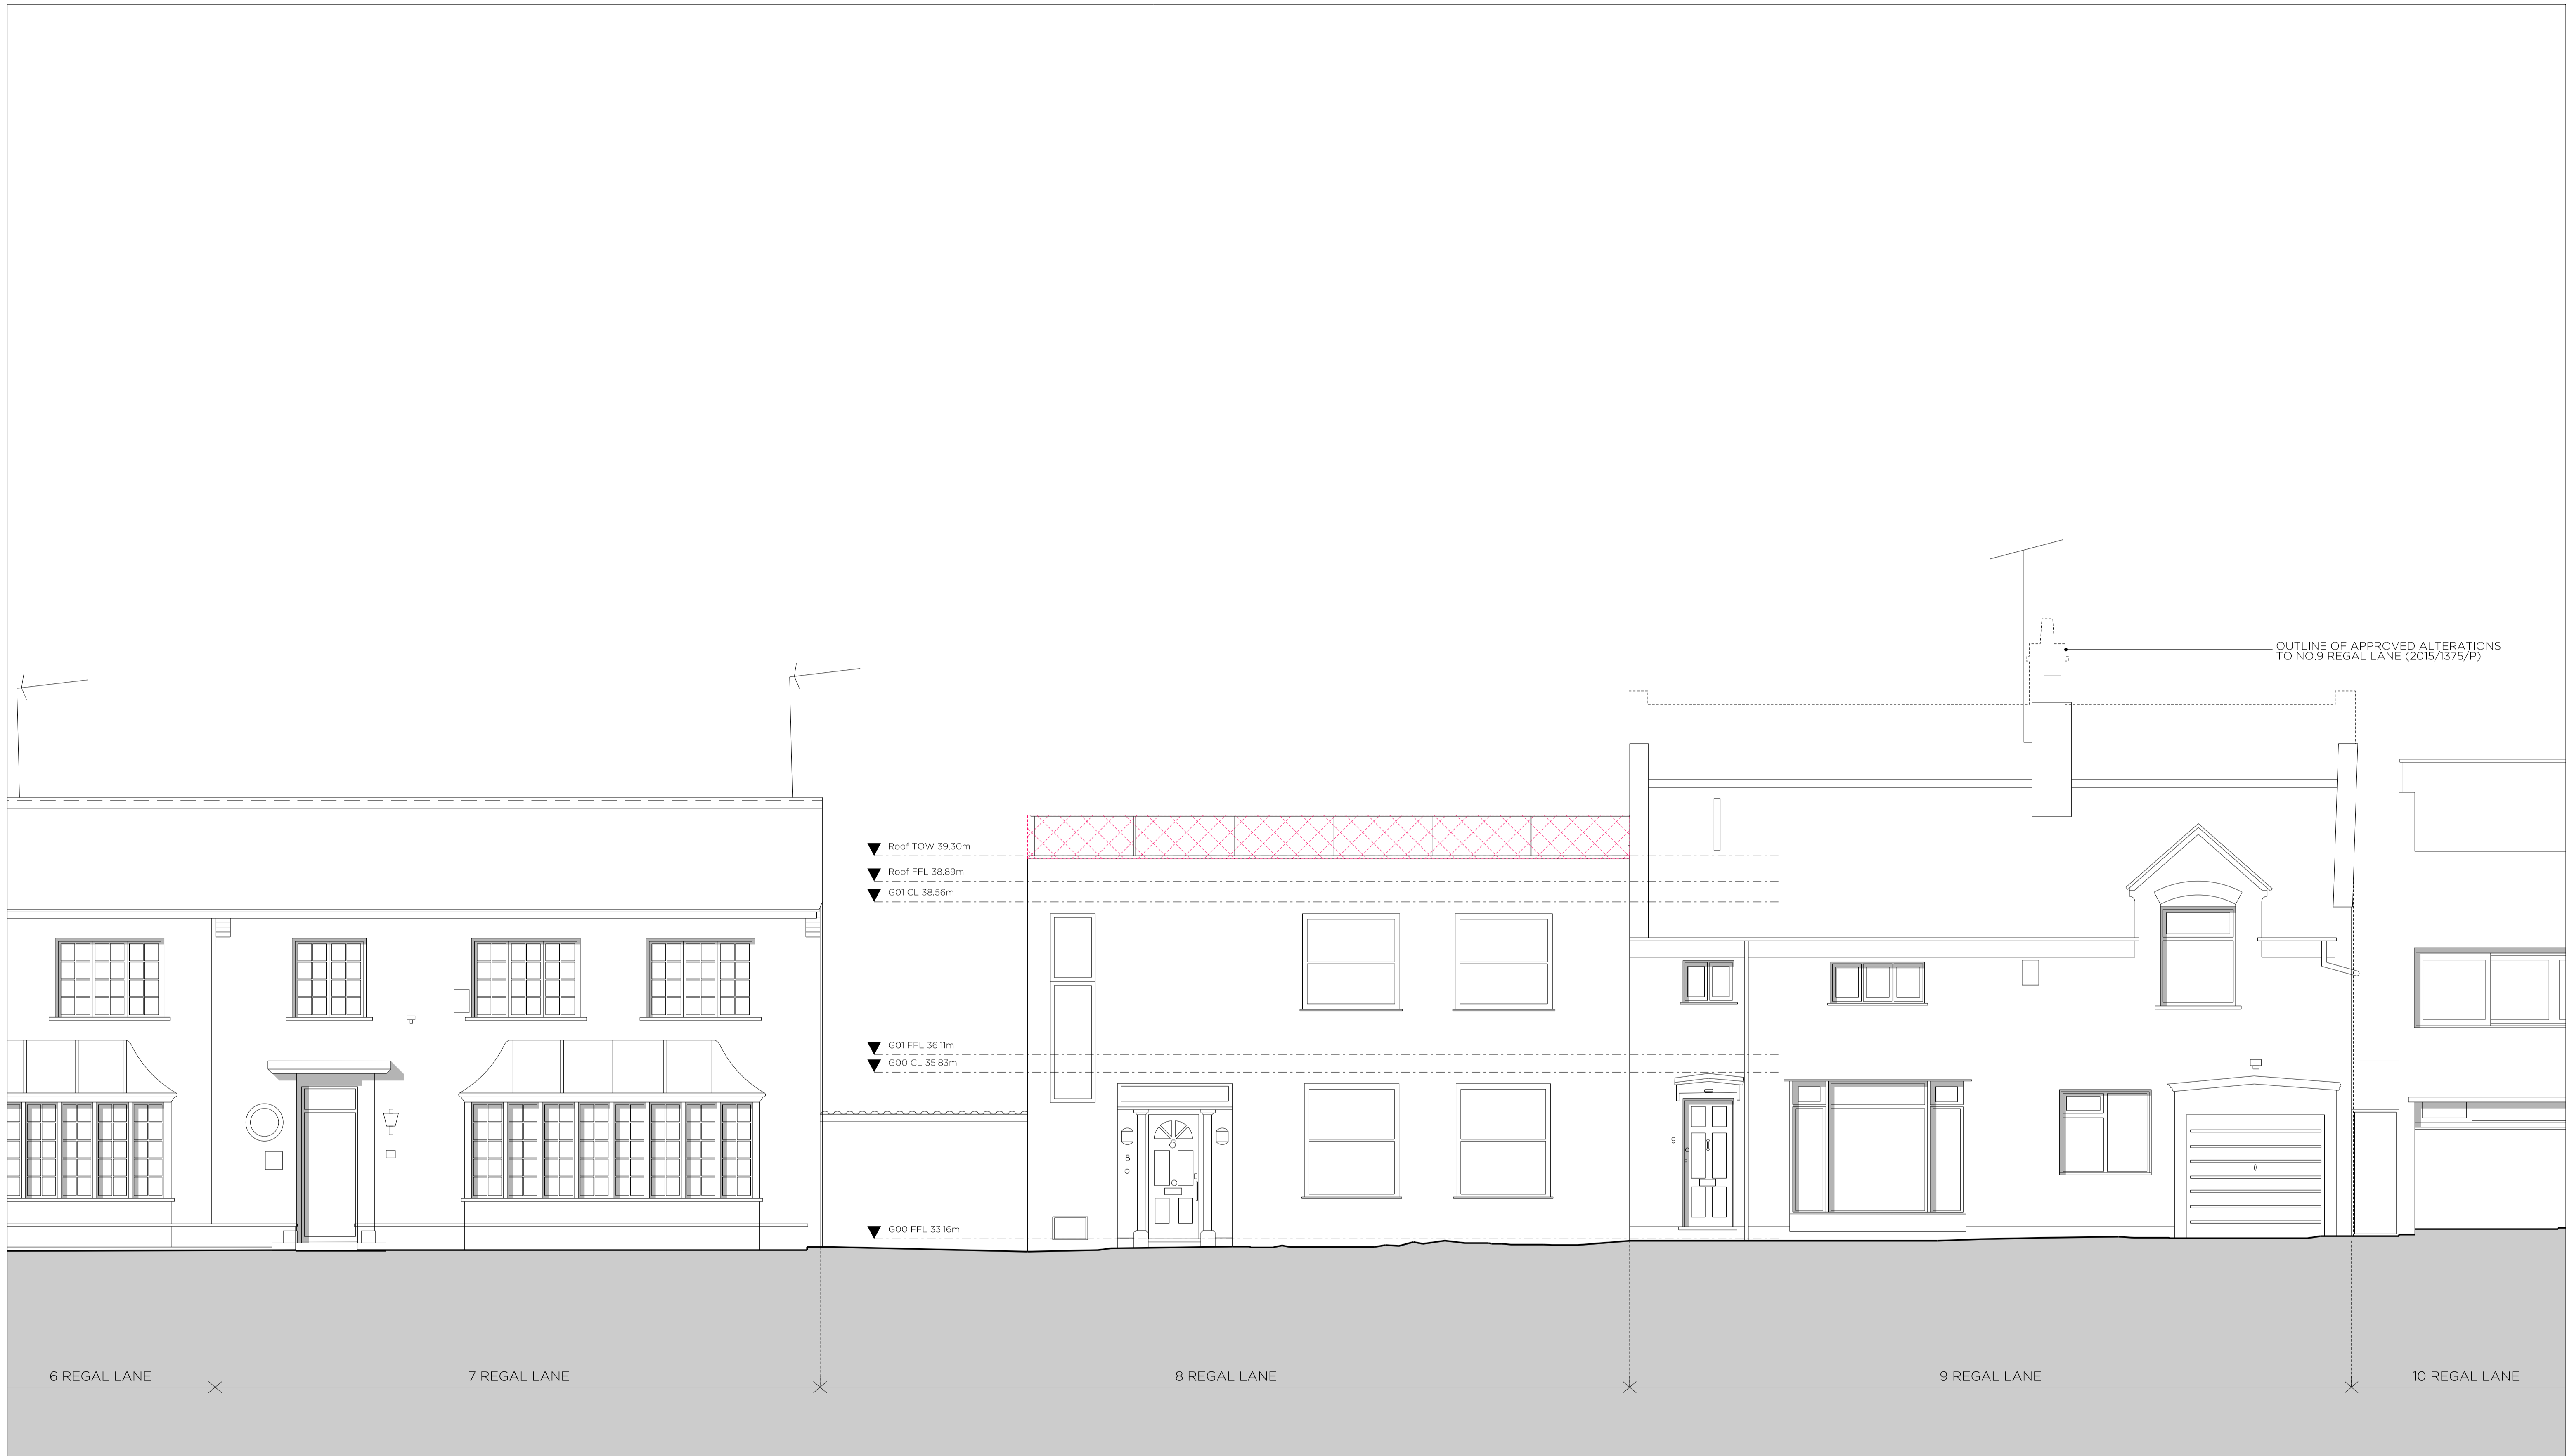 OUTLINE OF APPROVED ALTERATIONS
TO NO.9 REGAL LANE (2015/1375/P)
Roof TOW 39.30m
Roof FFL 38.89m
G01 CL 38.56m
G01 FFL 36.11m
G00 CL 35.83m
8
9
G00 FFL 33.16m
6 REGAL LANE
7 REGAL LANE
8 REGAL LANE
9 REGAL LANE
10 REGAL LANE